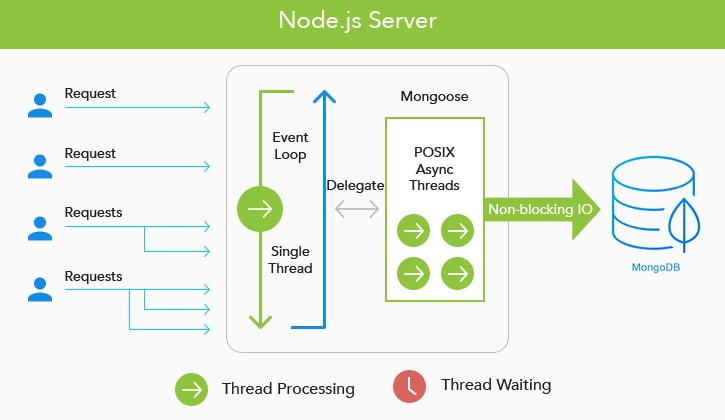 Node.js Server
Request
Request
Requests
Requests
Event
Loop
Single
Thread
Delegate
Mongoose
POSIX
Async
Threads
Non-blocking IO
MongoDB
Thread Processing
Thread Waiting